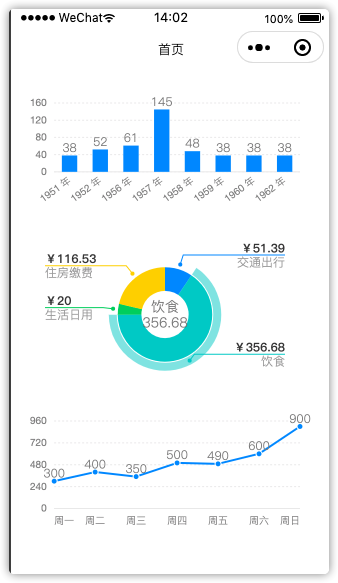 WeChat 14:02 100%
首页
160
120
80
40
0
38 52 61 145 48 38 38 38
1951 年 1952 年 1956 年 1957 年 1958 年 1959 年 1960 年 1962 年
¥116.53
住房缴费
¥20
生活日用
¥51.39
交通出行
饮食
356.68
¥356.68
饮食
960
720
480
240
0
300 400 350 500 490 600 900
周一 周二 周三 周四 周五 周六 周日